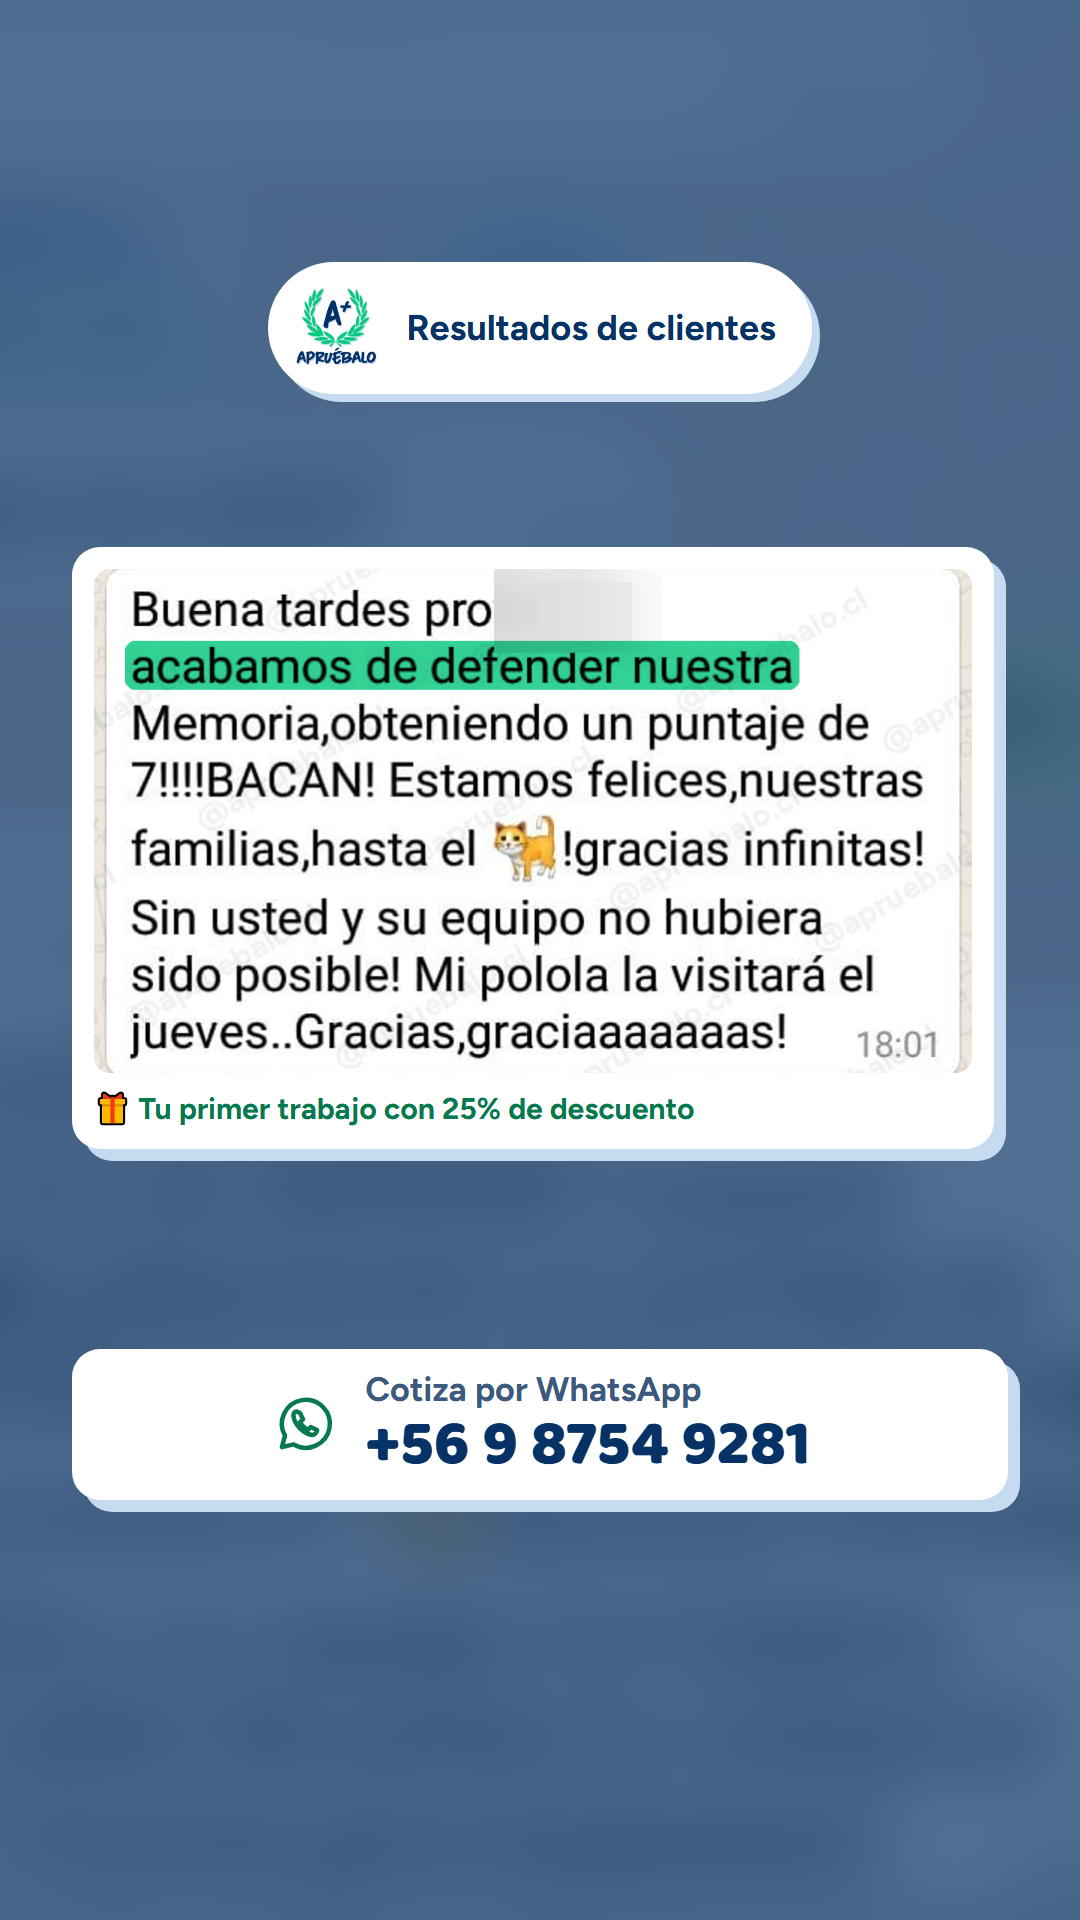 A+
APRUÉBALO
Resultados de clientes
Buena tardes pro
acabamos de defender nuestra
Memoria,obteniendo un puntaje de
7!!!!BACAN! Estamos felices,nuestras
familias,hasta el 🐈!gracias infinitas!
Sin usted y su equipo no hubiera
sido posible! Mi polola la visitará el
jueves..Gracias,graciaaaaaaas!
18:01
@apruebalo.cl
🎁 Tu primer trabajo con 25% de descuento
Cotiza por WhatsApp
+56 9 8754 9281